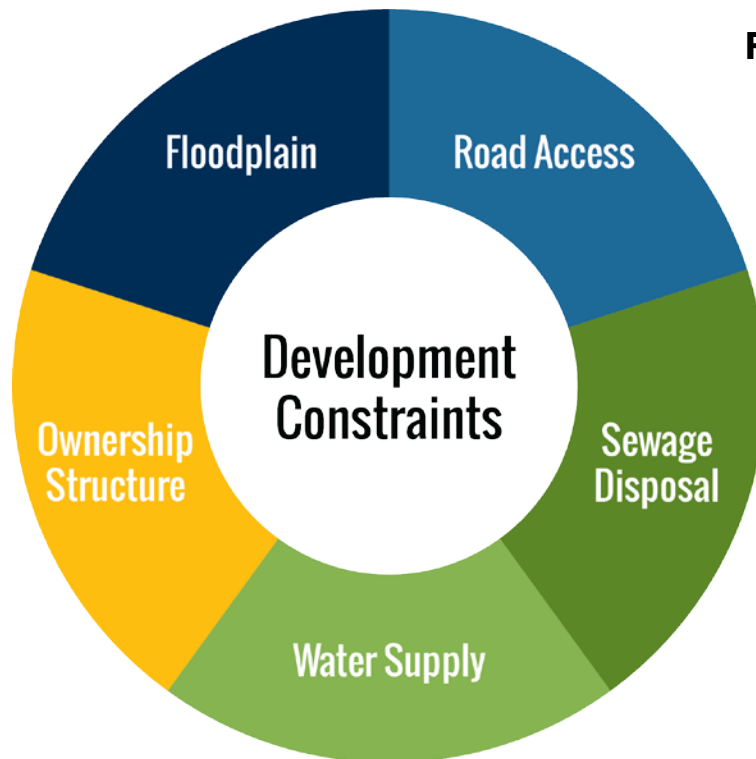 F
Floodplain
Road Access
Development
Constraints
Ownership
Structure
Sewage
Disposal
Water Supply